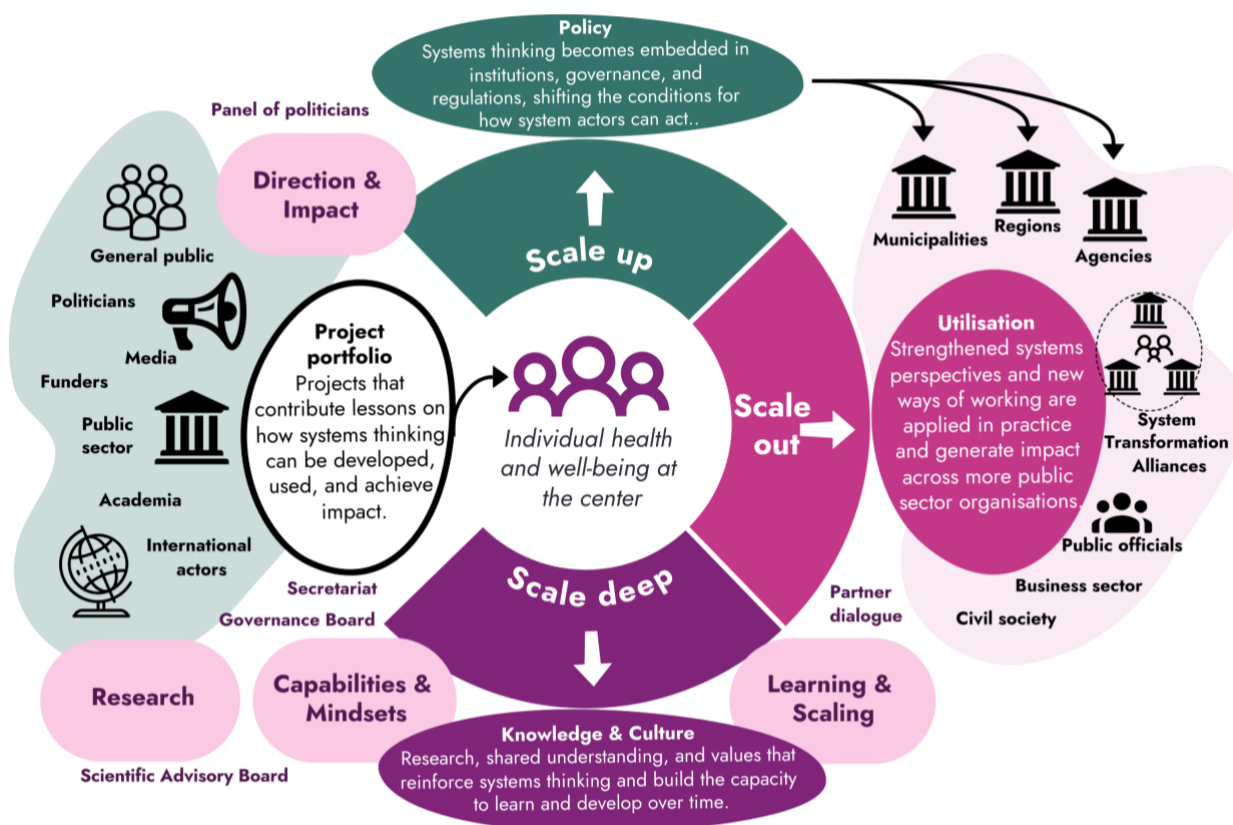 Policy
Systems thinking becomes embedded in
institutions, governance, and
regulations, shifting the conditions for
how system actors can act..
Panel of politicians
Direction &
Impact
General public
Politicians
Media
Funders
Public
sector
Academia
International
actors
Project
portfolio
Projects that
contribute lessons on
how systems thinking
can be developed,
used, and achieve
impact.
Secretariat
Governance Board
Research
Capabilities &
Mindsets
Scientific Advisory Board
Scale up
Individual health
and well-being at
the center
Scale
out
Scale deep
Knowledge & Culture
Research, shared understanding, and values that
reinforce systems thinking and build the capacity
to learn and develop over time.
Municipalities
Regions
Agencies
Utilisation
Strengthened systems
perspectives and new
ways of working are
applied in practice
and generate impact
across more public
sector organisations.
System
Transformation
Alliances
Public officials
Business sector
Civil society
Partner
dialogue
Learning &
Scaling